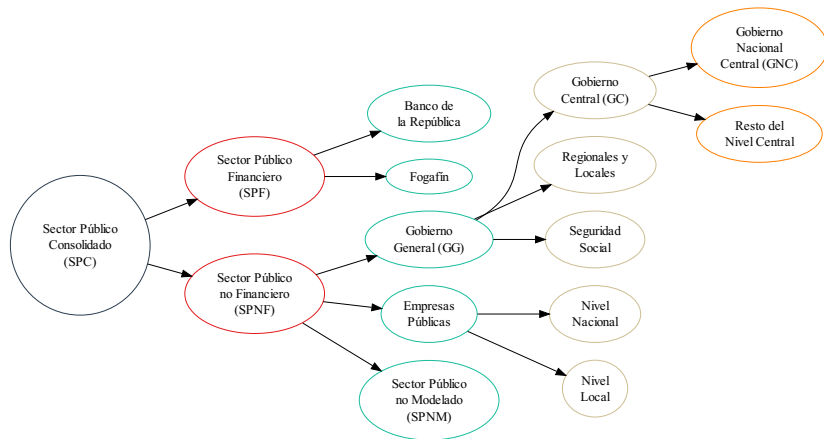 Sector Público
Consolidado
(SPC)
Sector Público
Financiero
(SPF)
Sector Público
no Financiero
(SPNF)
Banco de
la República
Fogafín
Gobierno
General (GG)
Empresas
Públicas
Sector Público
no Modelado
(SPNM)
Gobierno
Central (GC)
Regionales y
Locales
Seguridad
Social
Nivel
Nacional
Nivel
Local
Gobierno
Nacional
Central (GNC)
Resto del
Nivel Central